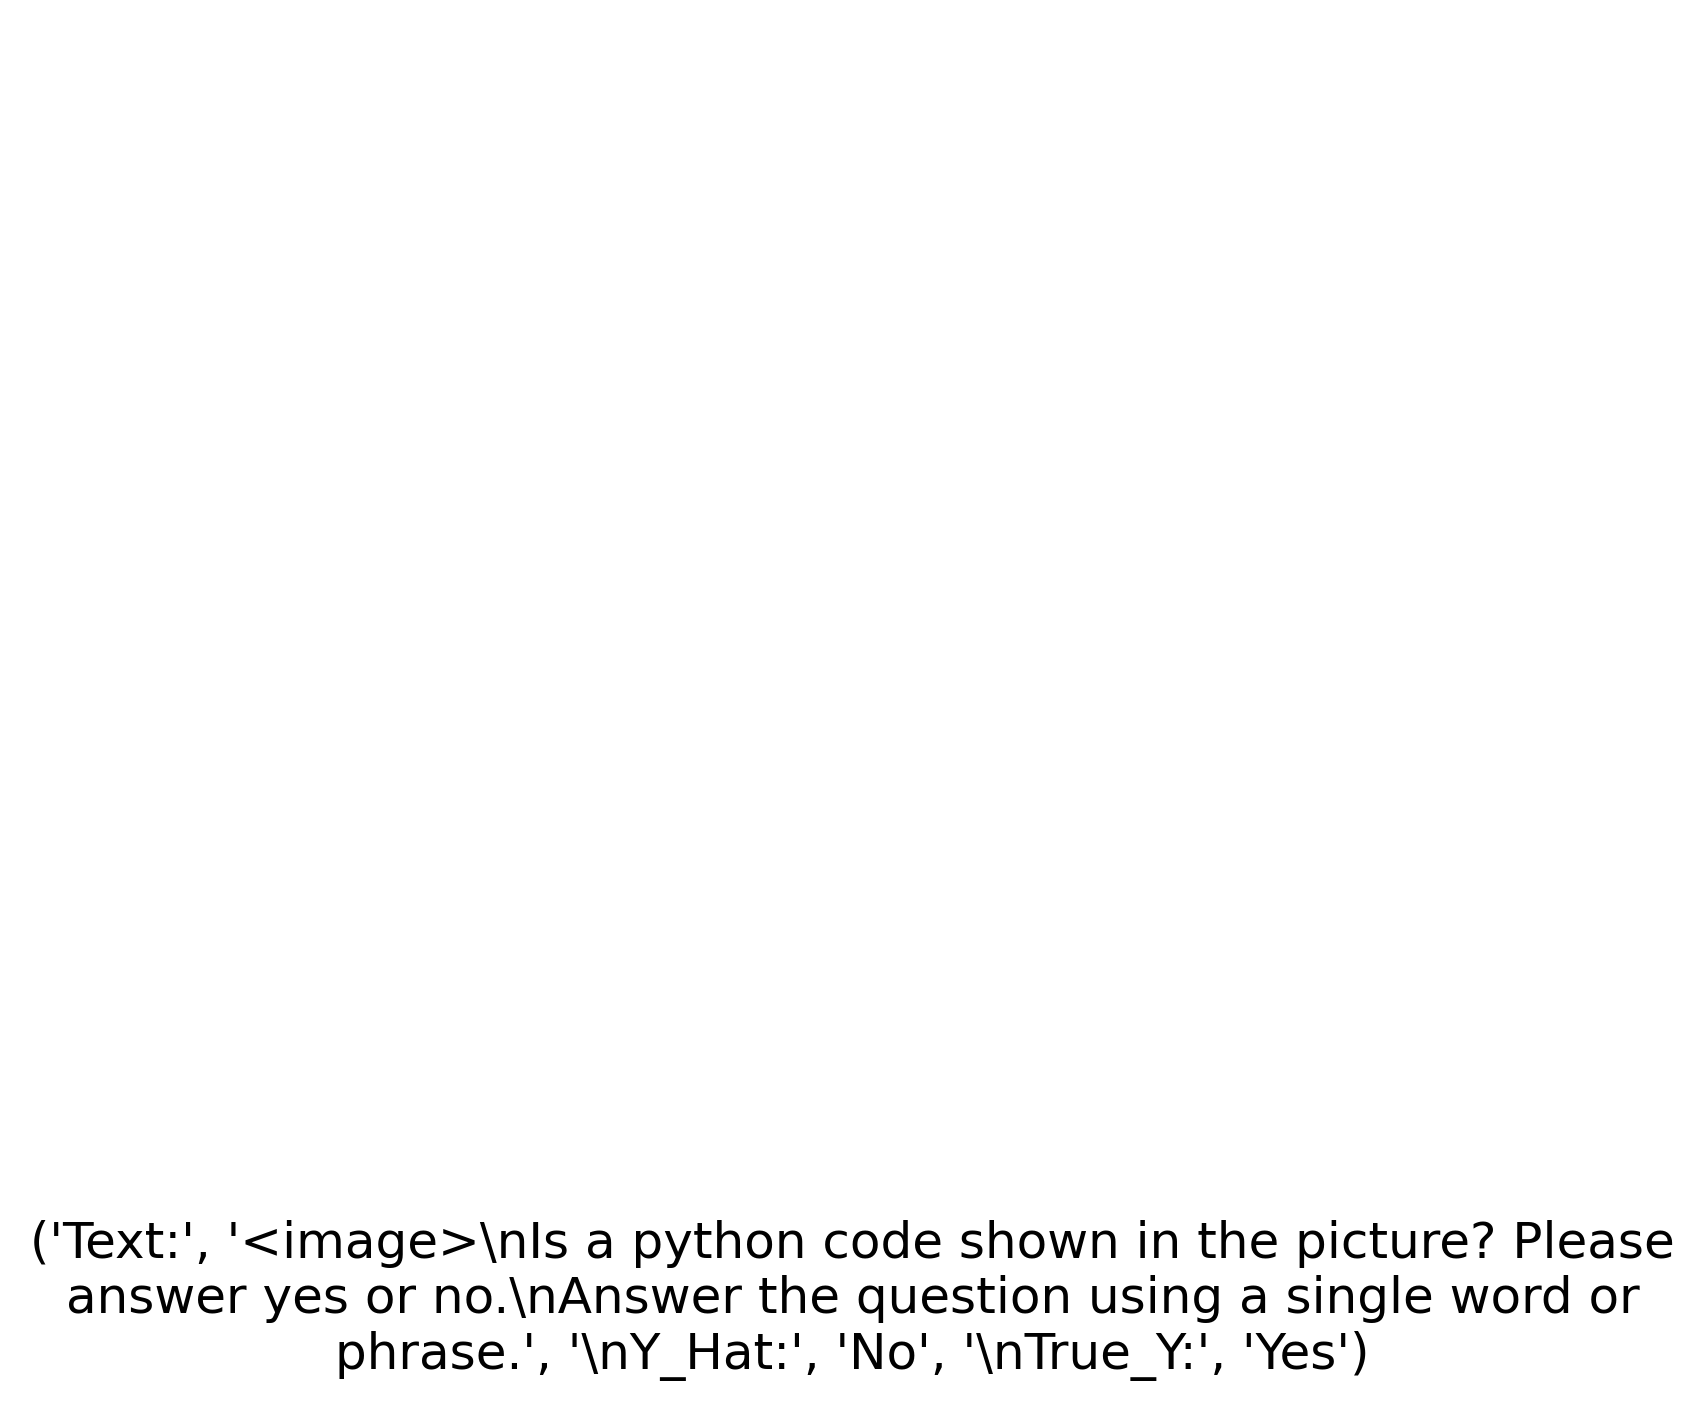 ('Text:', '<image>\nIs a python code shown in the picture? Please
answer yes or no.\nAnswer the question using a single word or
phrase.', '\nY_Hat:', 'No', '\nTrue_Y:', 'Yes')